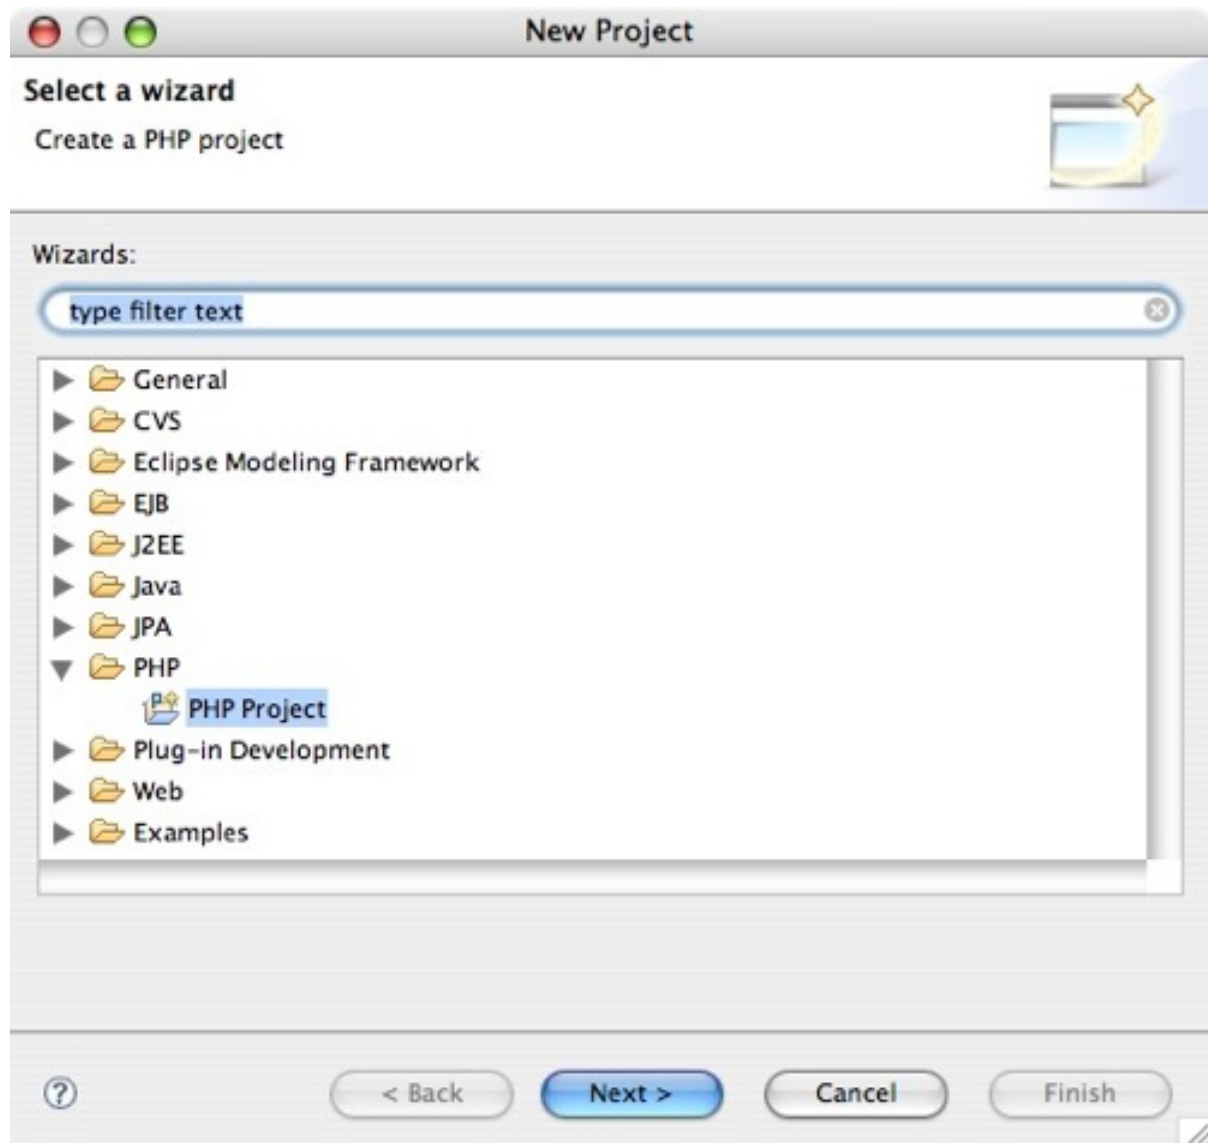 New Project
Select a wizard
Create a PHP project
Wizards:
type filter text
General
CVS
Eclipse Modeling Framework
EJB
J2EE
Java
JPA
PHP
PHP Project
Plug-in Development
Web
Examples
? < Back Next > Cancel Finish